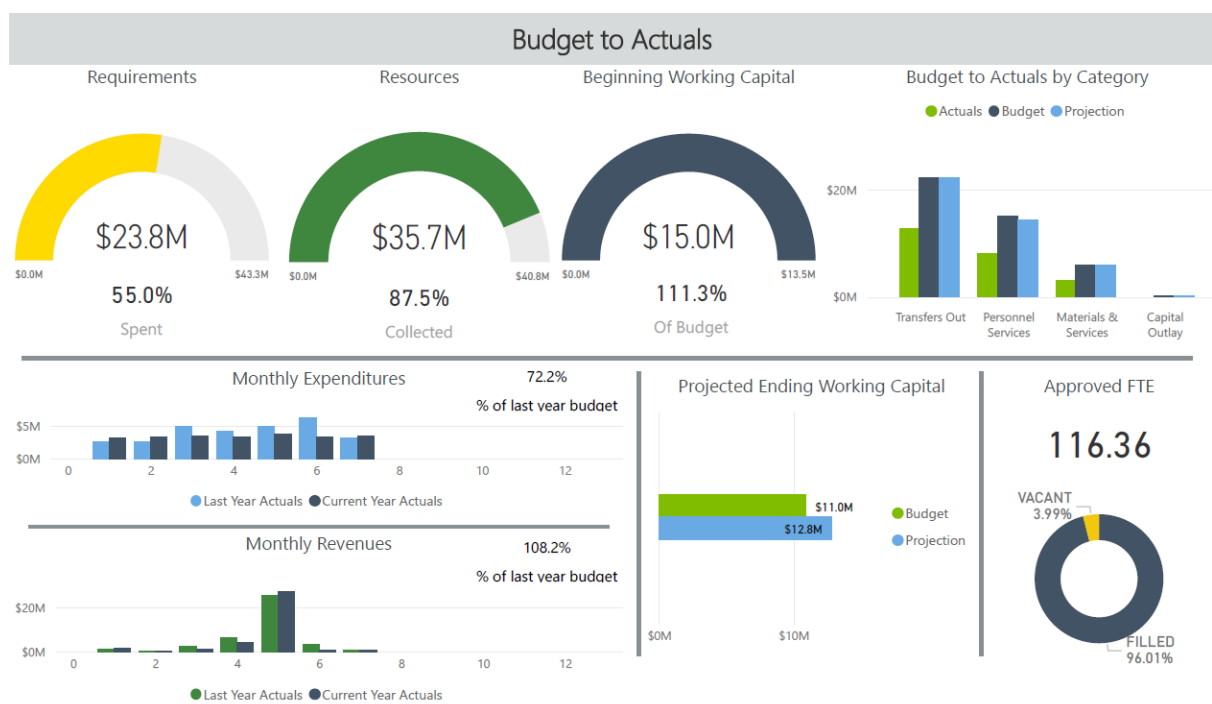 Budget to Actuals
Requirements
$23.8M
$0.0M
$43.3M
55.0%
Spent
Resources
$35.7M
$0.0M
$40.8M
87.5%
Collected
Beginning Working Capital
$15.0M
$0.0M
$13.5M
111.3%
Of Budget
Budget to Actuals by Category
Actuals Budget Projection
$20M
$0M
Transfers Out
Personnel
Services
Materials &
Services
Capital
Outlay
Monthly Expenditures
72.2%
% of last year budget
$5M
$0M
0 2 4 6 8 10 12
Last Year Actuals Current Year Actuals
Monthly Revenues
108.2%
% of last year budget
$20M
$0M
0 2 4 6 8 10 12
Last Year Actuals Current Year Actuals
Projected Ending Working Capital
$11.0M
$12.8M
Budget
Projection
$0M $10M
Approved FTE
116.36
VACANT
3.99%
FILLED
96.01%